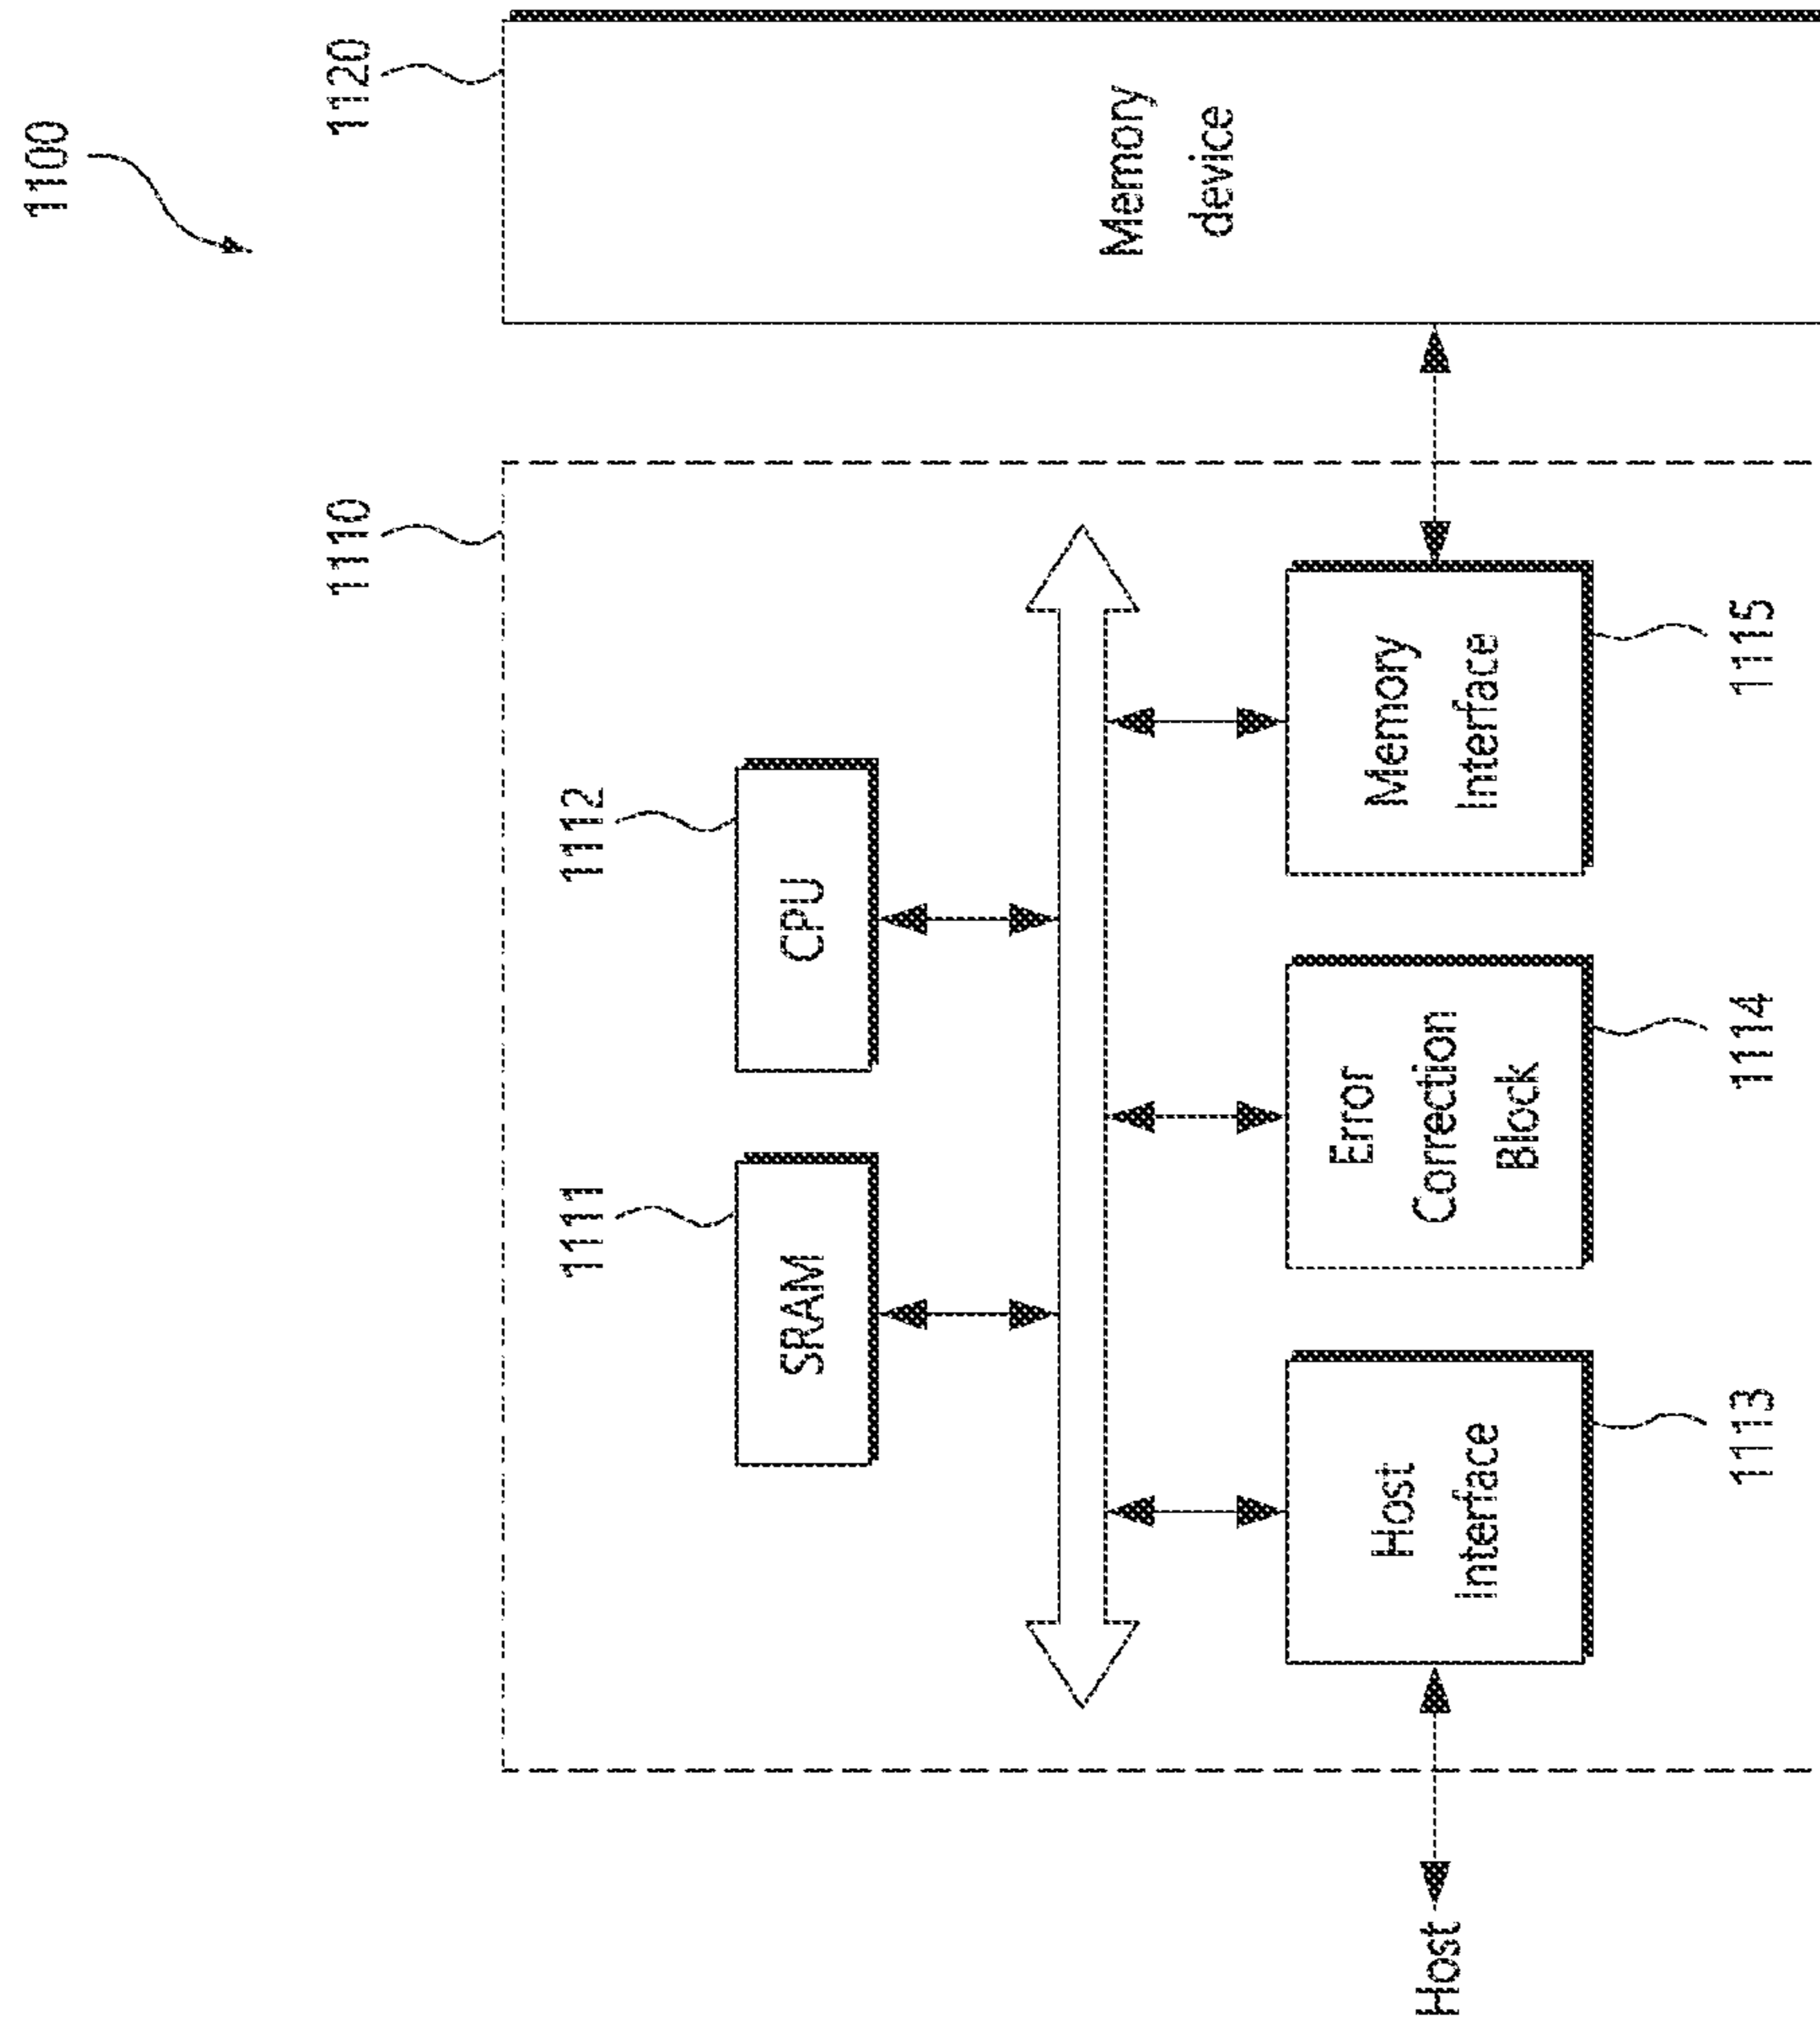 1100
1110
1120
1111
1112
SRAM
CPU
Memory
device
Host
Host
Interface
Error
Correction
Block
Memory
Interface
1113
1114
1115